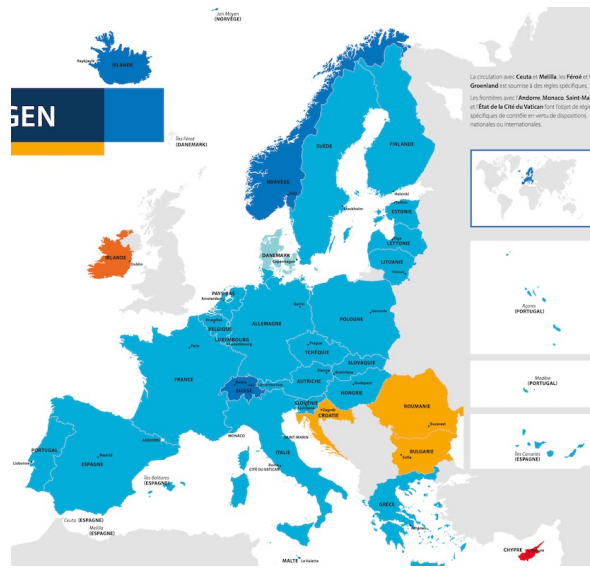 Jan Mayen
(NORVÈGE)
Reykjavik
ISLANDE
GEN
La circulation avec Ceuta et Melilla, les Féroé et l
Groenland est soumise à des règles spécifiques.
Les frontières avec l'Andorre, Monaco, Saint-Ma
et l'État de la Cité du Vatican font l'objet de régi
spécifiques de contrôle en vertu de dispositions
nationales ou internationales.
Îles Féroé
(DANEMARK)
SUÈDE
FINLANDE
NORVÈGE
Oslo
Helsinki
Tallinn
Stockholm
ESTONIE
Riga
LETTONIE
LITUANIE
Vilnius
IRLANDE
Dublin
DANEMARK
Copenhague
PAYS-BAS
Amsterdam
Berlin
Varsovie
Bruxelles
BELGIQUE
ALLEMAGNE
POLOGNE
LUXEMBOURG
Luxembourg
Prague
TCHÉQUIE
Paris
SLOVAQUIE
Vienne
Bratislava
FRANCE
Berne
Liechtenstein
SUISSE
AUTRICHE
Budapest
HONGRIE
SLOVÉNIE
Ljubljana
Zagreb
CROATIE
ROUMANIE
Bucarest
BULGARIE
Sofia
MONACO
SAINT-MARIN
ANDORRE
ITALIE
Rome
CITÉ DU VATICAN
PORTUGAL
Lisbonne
Madrid
ESPAGNE
Îles Baléares
(ESPAGNE)
Ceuta (ESPAGNE)
Melilla
(ESPAGNE)
GRÈCE
Athènes
MALTE
La Valette
CHYPRE
Açores
(PORTUGAL)
Madère
(PORTUGAL)
Îles Canaries
(ESPAGNE)